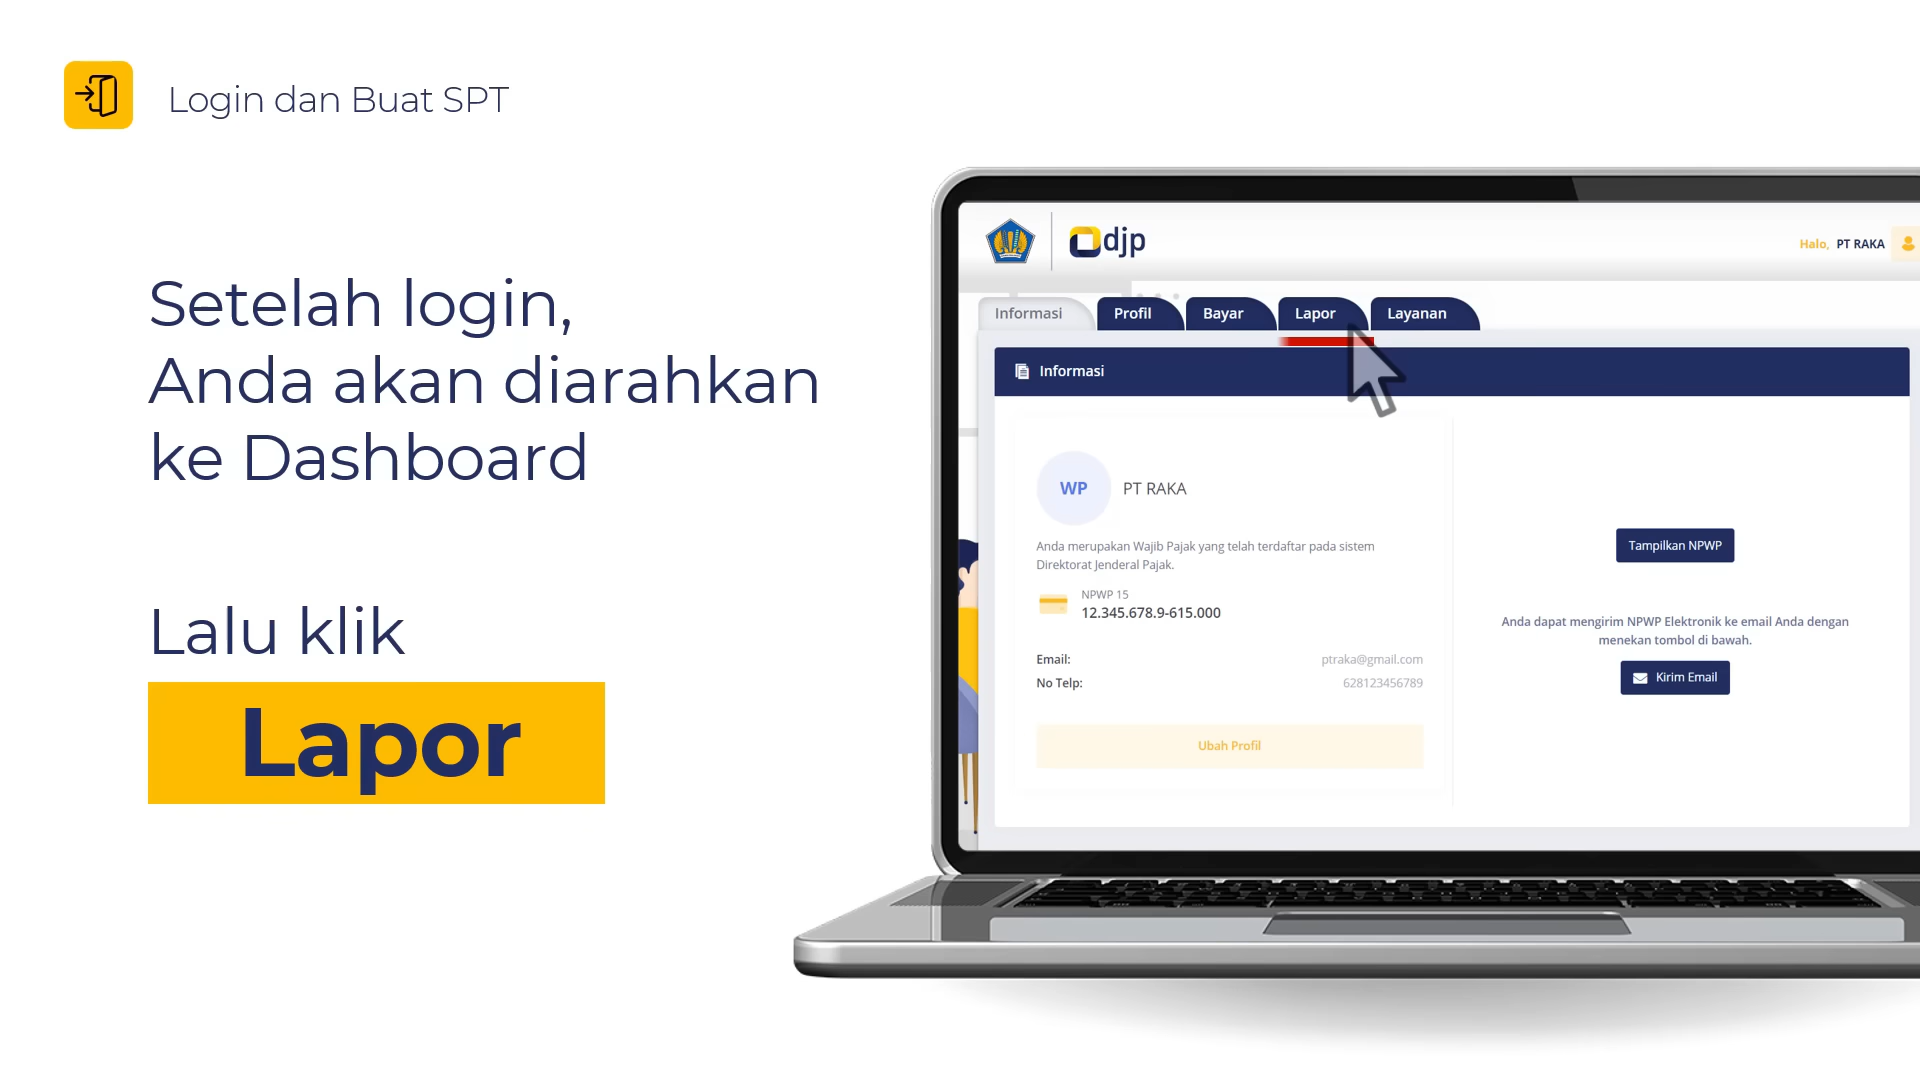 Login dan Buat SPT
Setelah login,
Anda akan diarahkan
ke Dashboard
Lalu klik
Lapor
djp
Halo, PT RAKA
Informasi
Profil
Bayar
Lapor
Layanan
Informasi
WP
PT RAKA
Anda merupakan Wajib Pajak yang telah terdaftar pada sistem
Direktorat Jenderal Pajak.
NPWP 15
12.345.678.9-615.000
Email: ptraka@gmail.com
No Telp: 628123456789
Ubah Profil
Tampilkan NPWP
Anda dapat mengirim NPWP Elektronik ke email Anda dengan
menekan tombol di bawah.
Kirim Email